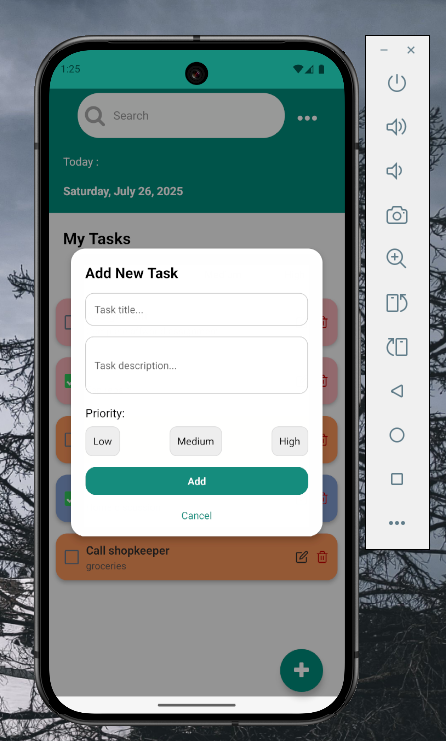 1:25
Search
Today :
Saturday, July 26, 2025
My Tasks
Add New Task
Task title...
Task description...
Priority:
Low Medium High
Add
Cancel
Call shopkeeper
groceries